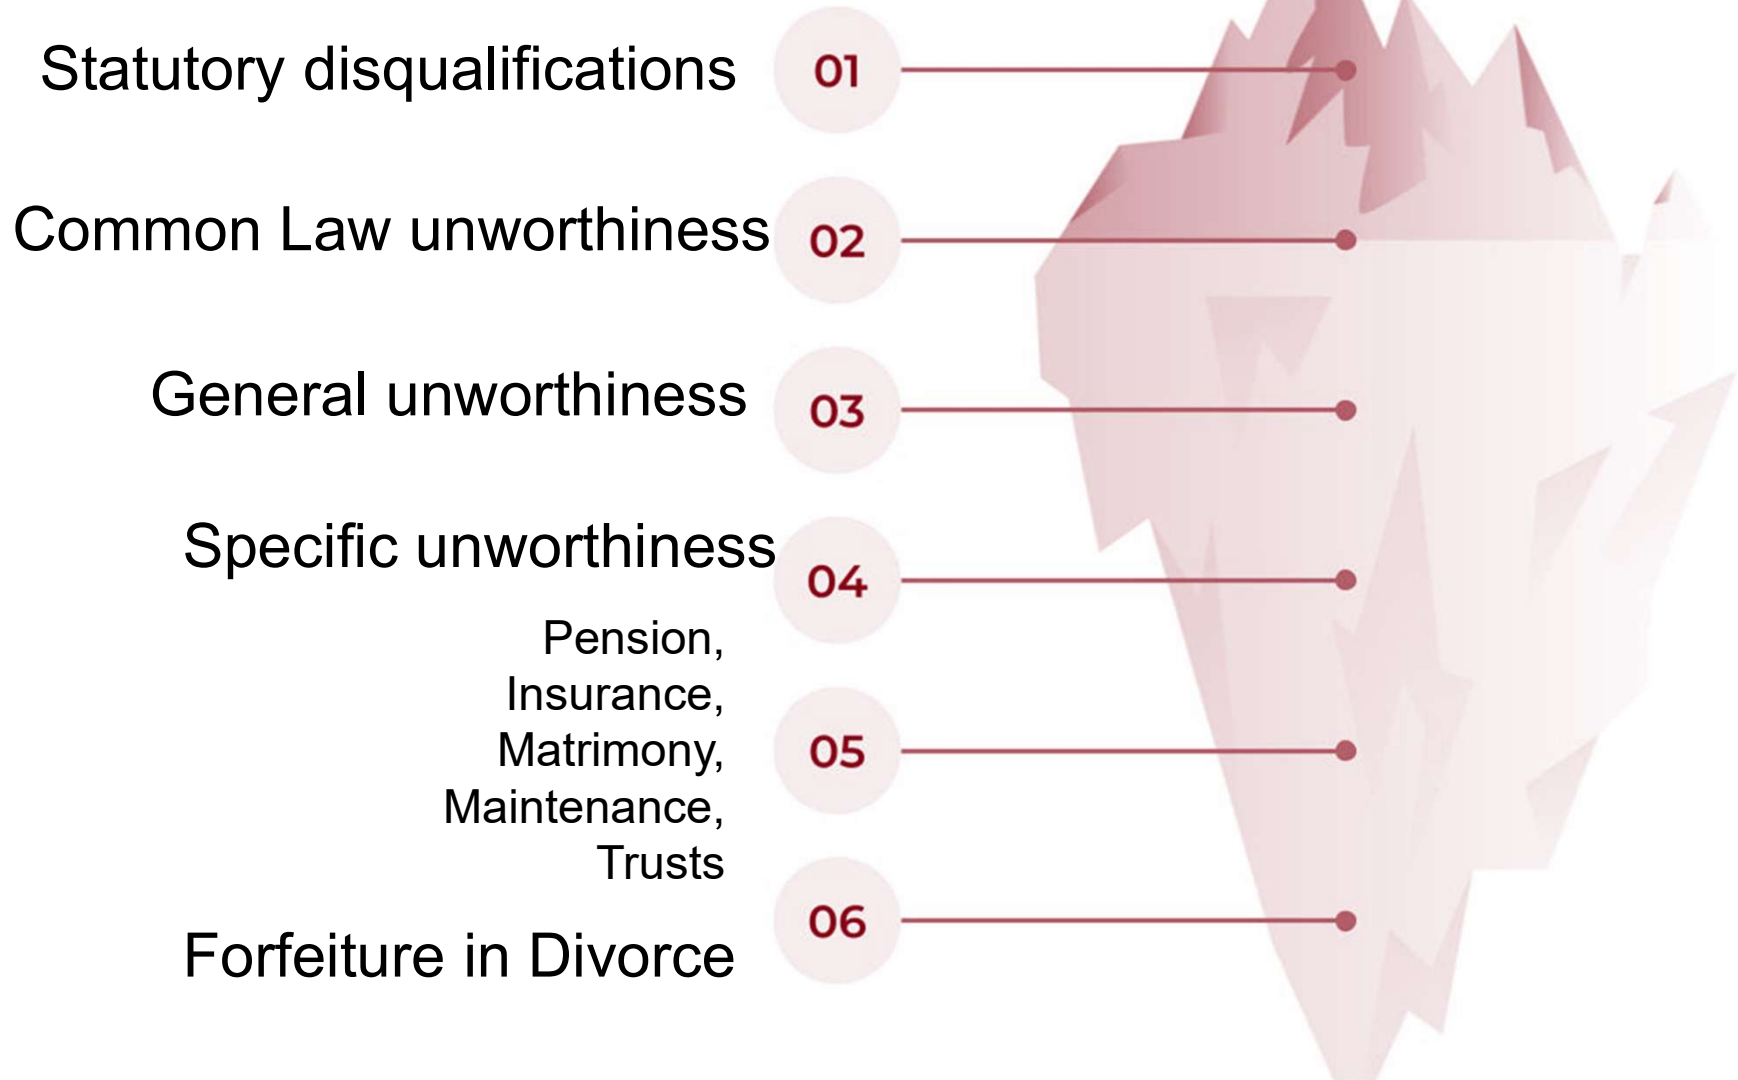 Statutory disqualifications 01
Common Law unworthiness 02
General unworthiness 03
Specific unworthiness 04
Pension,
Insurance,
Matrimony, 05
Maintenance,
Trusts
Forfeiture in Divorce 06